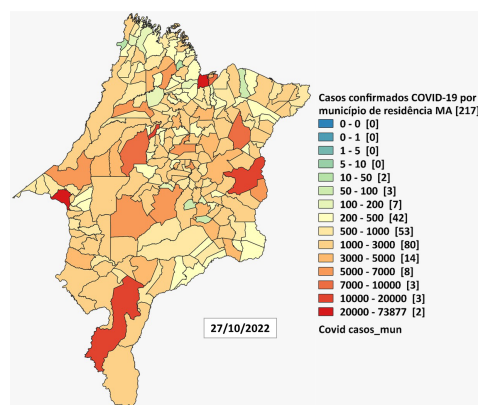 Casos confirmados COVID-19 por
município de residência MA [217]
0 - 0 [0]
0 - 1 [0]
1 - 5 [0]
5 - 10 [0]
10 - 50 [2]
50 - 100 [3]
100 - 200 [7]
200 - 500 [42]
500 - 1000 [53]
1000 - 3000 [80]
3000 - 5000 [14]
5000 - 7000 [8]
7000 - 10000 [3]
10000 - 20000 [3]
20000 - 73877 [2]
27/10/2022
Covid casos_mun